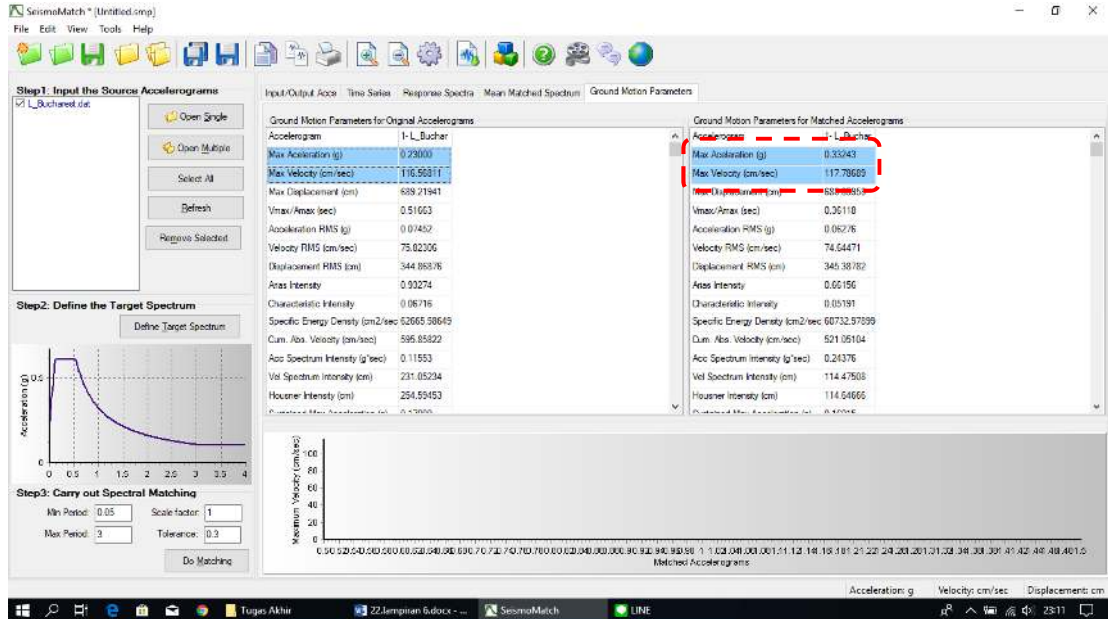 SeismoMatch * [Untitled.smp]
File Edit View Tools Help
Step1: Input the Source Accelerograms
L_Bucharest.dat
Open Single
Open Multiple
Select All
Refresh
Remove Selected
Step2: Define the Target Spectrum
Define Target Spectrum
Acceleration (g)
0.5
0
0 0.5 1 1.5 2 2.5 3 3.5 4
Step3: Carry out Spectral Matching
Min Period: 0.05 Scale factor: 1
Max Period: 3 Tolerance: 0.3
Do Matching
Input/Output Accs Time Series Response Spectra Mean Matched Spectrum Ground Motion Parameters
Ground Motion Parameters for Original Accelerograms
Accelerogram 1- L_Buchar
Max Acceleration (g) 0.23000
Max Velocity (cm/sec) 116.56811
Max Displacement (cm) 689.21941
Vmax/Amax (sec) 0.51663
Acceleration RMS (g) 0.07452
Velocity RMS (cm/sec) 75.82306
Displacement RMS (cm) 344.86876
Arias Intensity 0.93274
Characteristic Intensity 0.06716
Specific Energy Density (cm2/sec 62665.98649
Cum. Abs. Velocity (cm/sec) 595.85822
Acc Spectrum Intensity (g*sec) 0.11553
Vel Spectrum Intensity (cm) 231.05234
Housner Intensity (cm) 254.59453
Ground Motion Parameters for Matched Accelerograms
Accelerogram 1- L_Buchar
Max Acceleration (g) 0.33243
Max Velocity (cm/sec) 117.78689
Max Displacement (cm)
Vmax/Amax (sec) 0.36118
Acceleration RMS (g) 0.06276
Velocity RMS (cm/sec) 74.64471
Displacement RMS (cm) 345.38782
Arias Intensity 0.66156
Characteristic Intensity 0.05191
Specific Energy Density (cm2/sec 60732.97899
Cum. Abs. Velocity (cm/sec) 521.05104
Acc Spectrum Intensity (g*sec) 0.24376
Vel Spectrum Intensity (cm) 114.47508
Housner Intensity (cm) 114.64666
Maximum Velocity (cm/sec)
100
80
60
40
20
0
Matched Accelerograms
Acceleration: g Velocity: cm/sec Displacement: cm
Tugas Akhir 22.lampiran 6.docx - ... SeismoMatch LINE 23:11